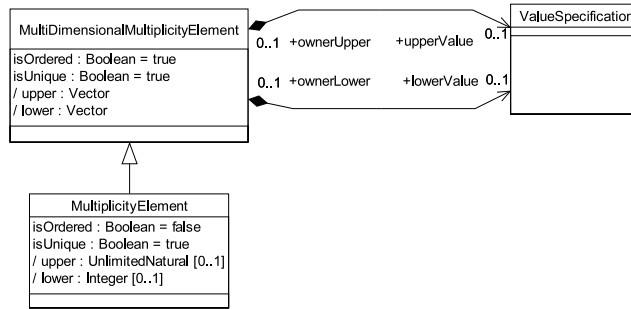 MultiDimensionalMultiplicityElement
isOrdered : Boolean = true
isUnique : Boolean = true
/ upper : Vector
/ lower : Vector
0..1 +ownerUpper +upperValue 0..1
0..1 +ownerLower +lowerValue 0..1
ValueSpecification
MultiplicityElement
isOrdered : Boolean = false
isUnique : Boolean = true
/ upper : UnlimitedNatural [0..1]
/ lower : Integer [0..1]